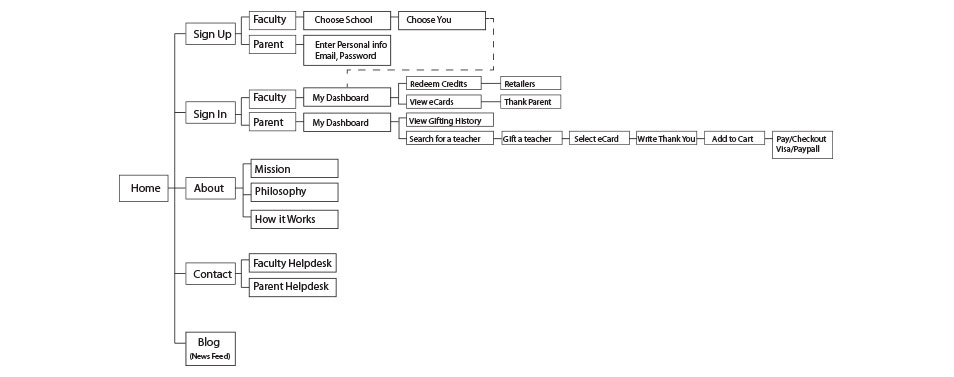 Sign Up
Faculty
Choose School
Choose You
Parent
Enter Personal info
Email, Password
Sign In
Faculty
My Dashboard
Redeem Credits
Retailers
View eCards
Thank Parent
Parent
My Dashboard
View Gifting History
Search for a teacher
Gift a teacher
Select eCard
Write Thank You
Add to Cart
Pay/Checkout
Visa/Paypall
Home
About
Mission
Philosophy
How it Works
Contact
Faculty Helpdesk
Parent Helpdesk
Blog
(News Feed)